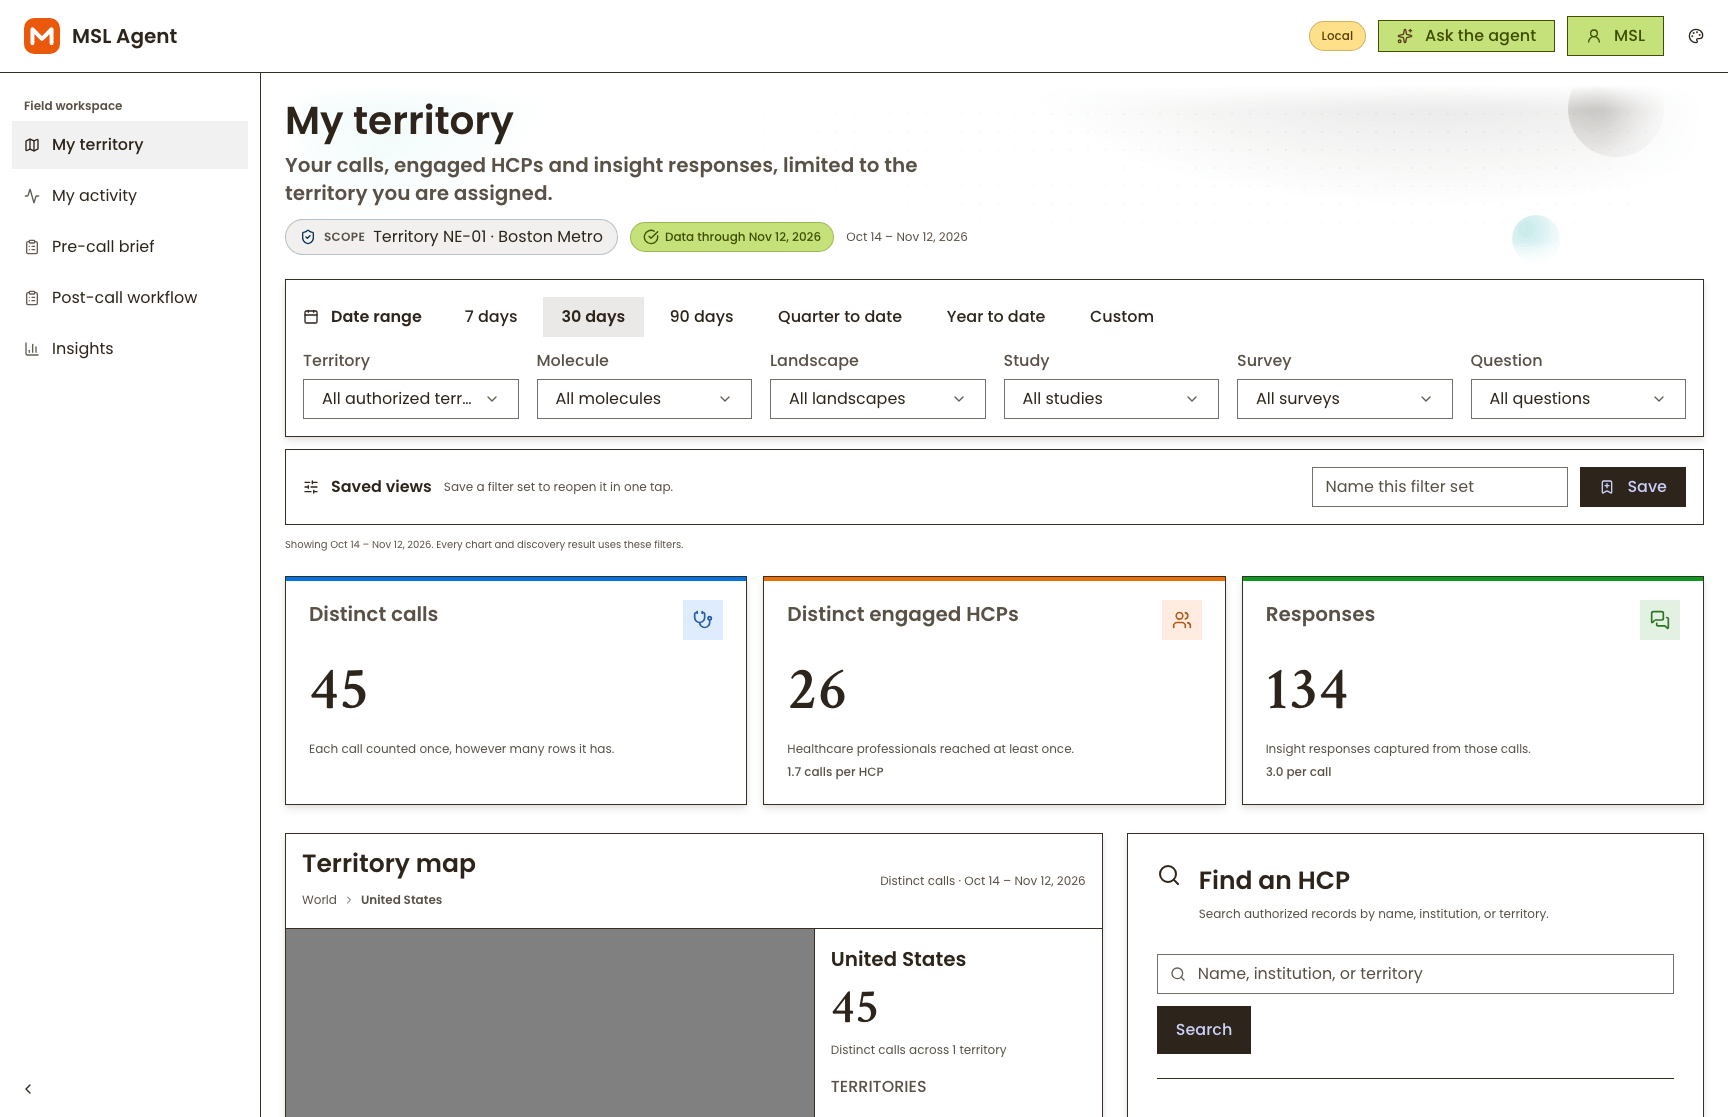 MSL Agent
Local
Ask the agent
MSL
Field workspace
My territory
My activity
Pre-call brief
Post-call workflow
Insights
My territory
Your calls, engaged HCPs and insight responses, limited to the
territory you are assigned.
SCOPE Territory NE-01 · Boston Metro
Data through Nov 12, 2026
Oct 14 – Nov 12, 2026
Date range
7 days
30 days
90 days
Quarter to date
Year to date
Custom
Territory
Molecule
Landscape
Study
Survey
Question
All authorized terr...
All molecules
All landscapes
All studies
All surveys
All questions
Saved views
Save a filter set to reopen it in one tap.
Name this filter set
Save
Showing Oct 14 – Nov 12, 2026. Every chart and discovery result uses these filters.
Distinct calls
45
Each call counted once, however many rows it has.
Distinct engaged HCPs
26
Healthcare professionals reached at least once.
1.7 calls per HCP
Responses
134
Insight responses captured from those calls.
3.0 per call
Territory map
World
United States
Distinct calls · Oct 14 – Nov 12, 2026
United States
45
Distinct calls across 1 territory
TERRITORIES
Find an HCP
Search authorized records by name, institution, or territory.
Name, institution, or territory
Search